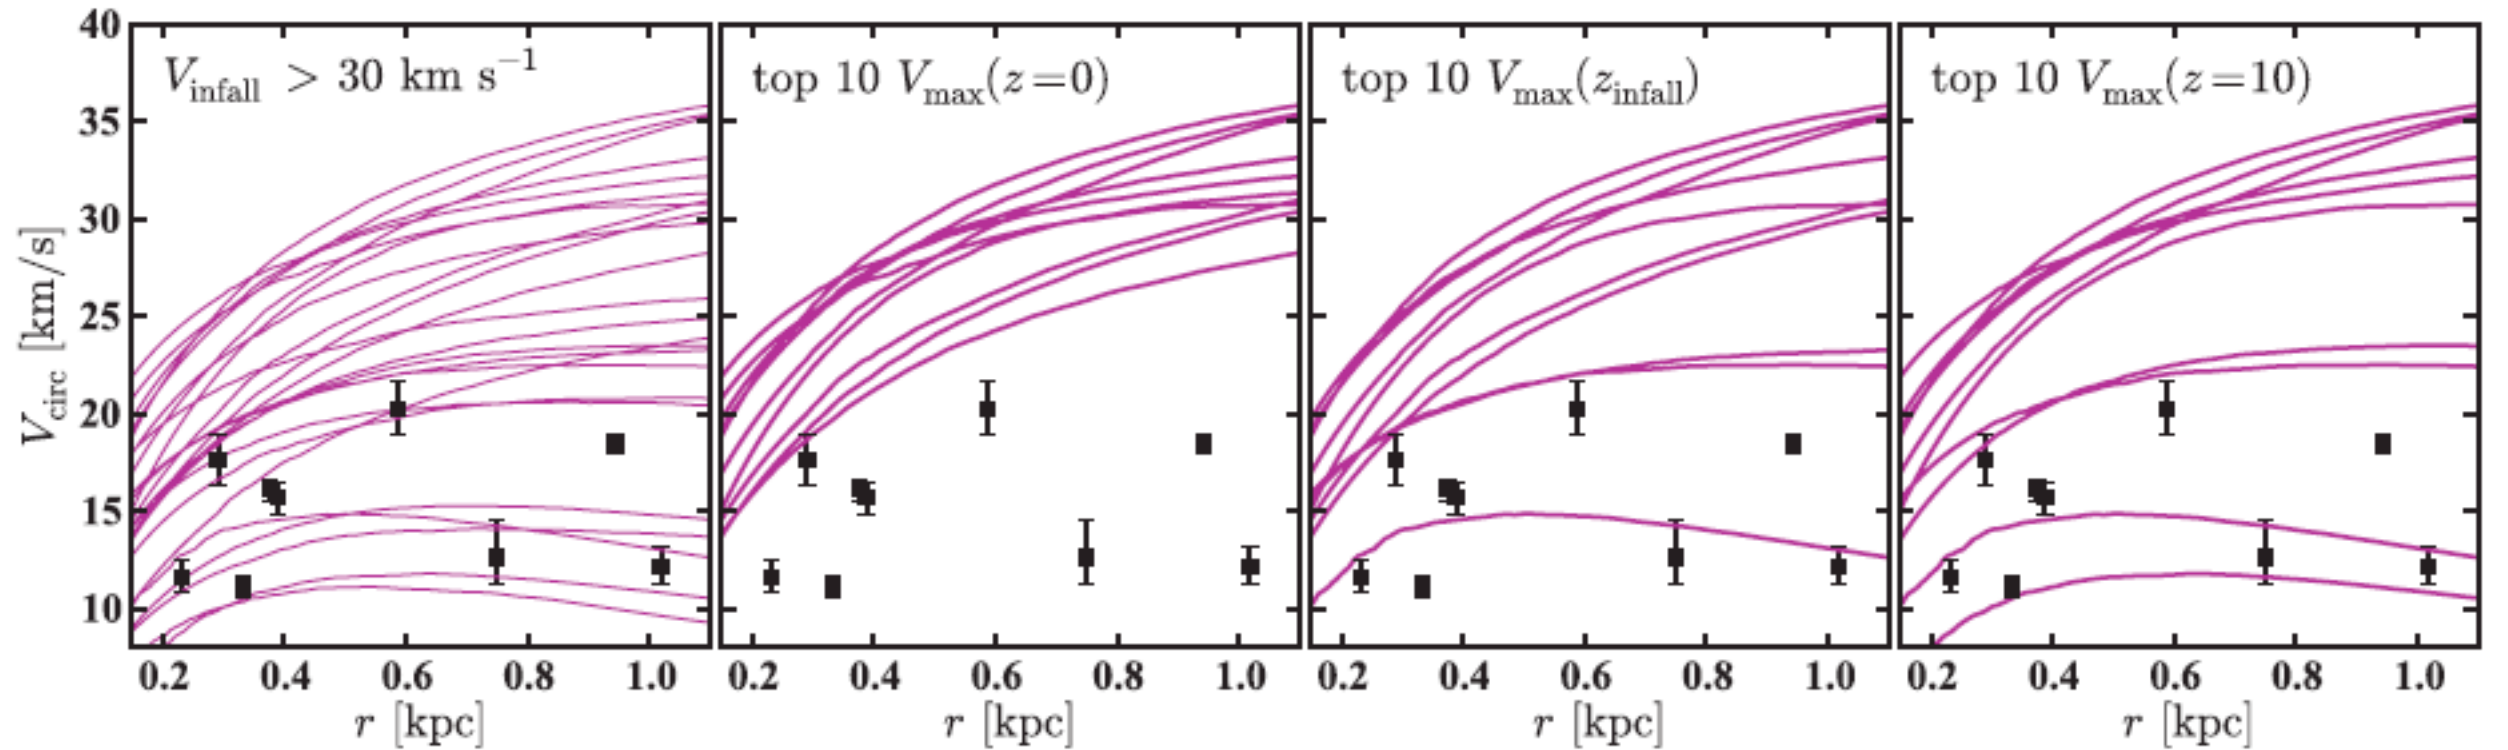 V_infall > 30 km s^−1
top 10 V_max(z=0)
top 10 V_max(z_infall)
top 10 V_max(z=10)
40
35
30
25
20
15
10
V_circ [km/s]
0.2 0.4 0.6 0.8 1.0
0.2 0.4 0.6 0.8 1.0
0.2 0.4 0.6 0.8 1.0
0.2 0.4 0.6 0.8 1.0
r [kpc]
r [kpc]
r [kpc]
r [kpc]